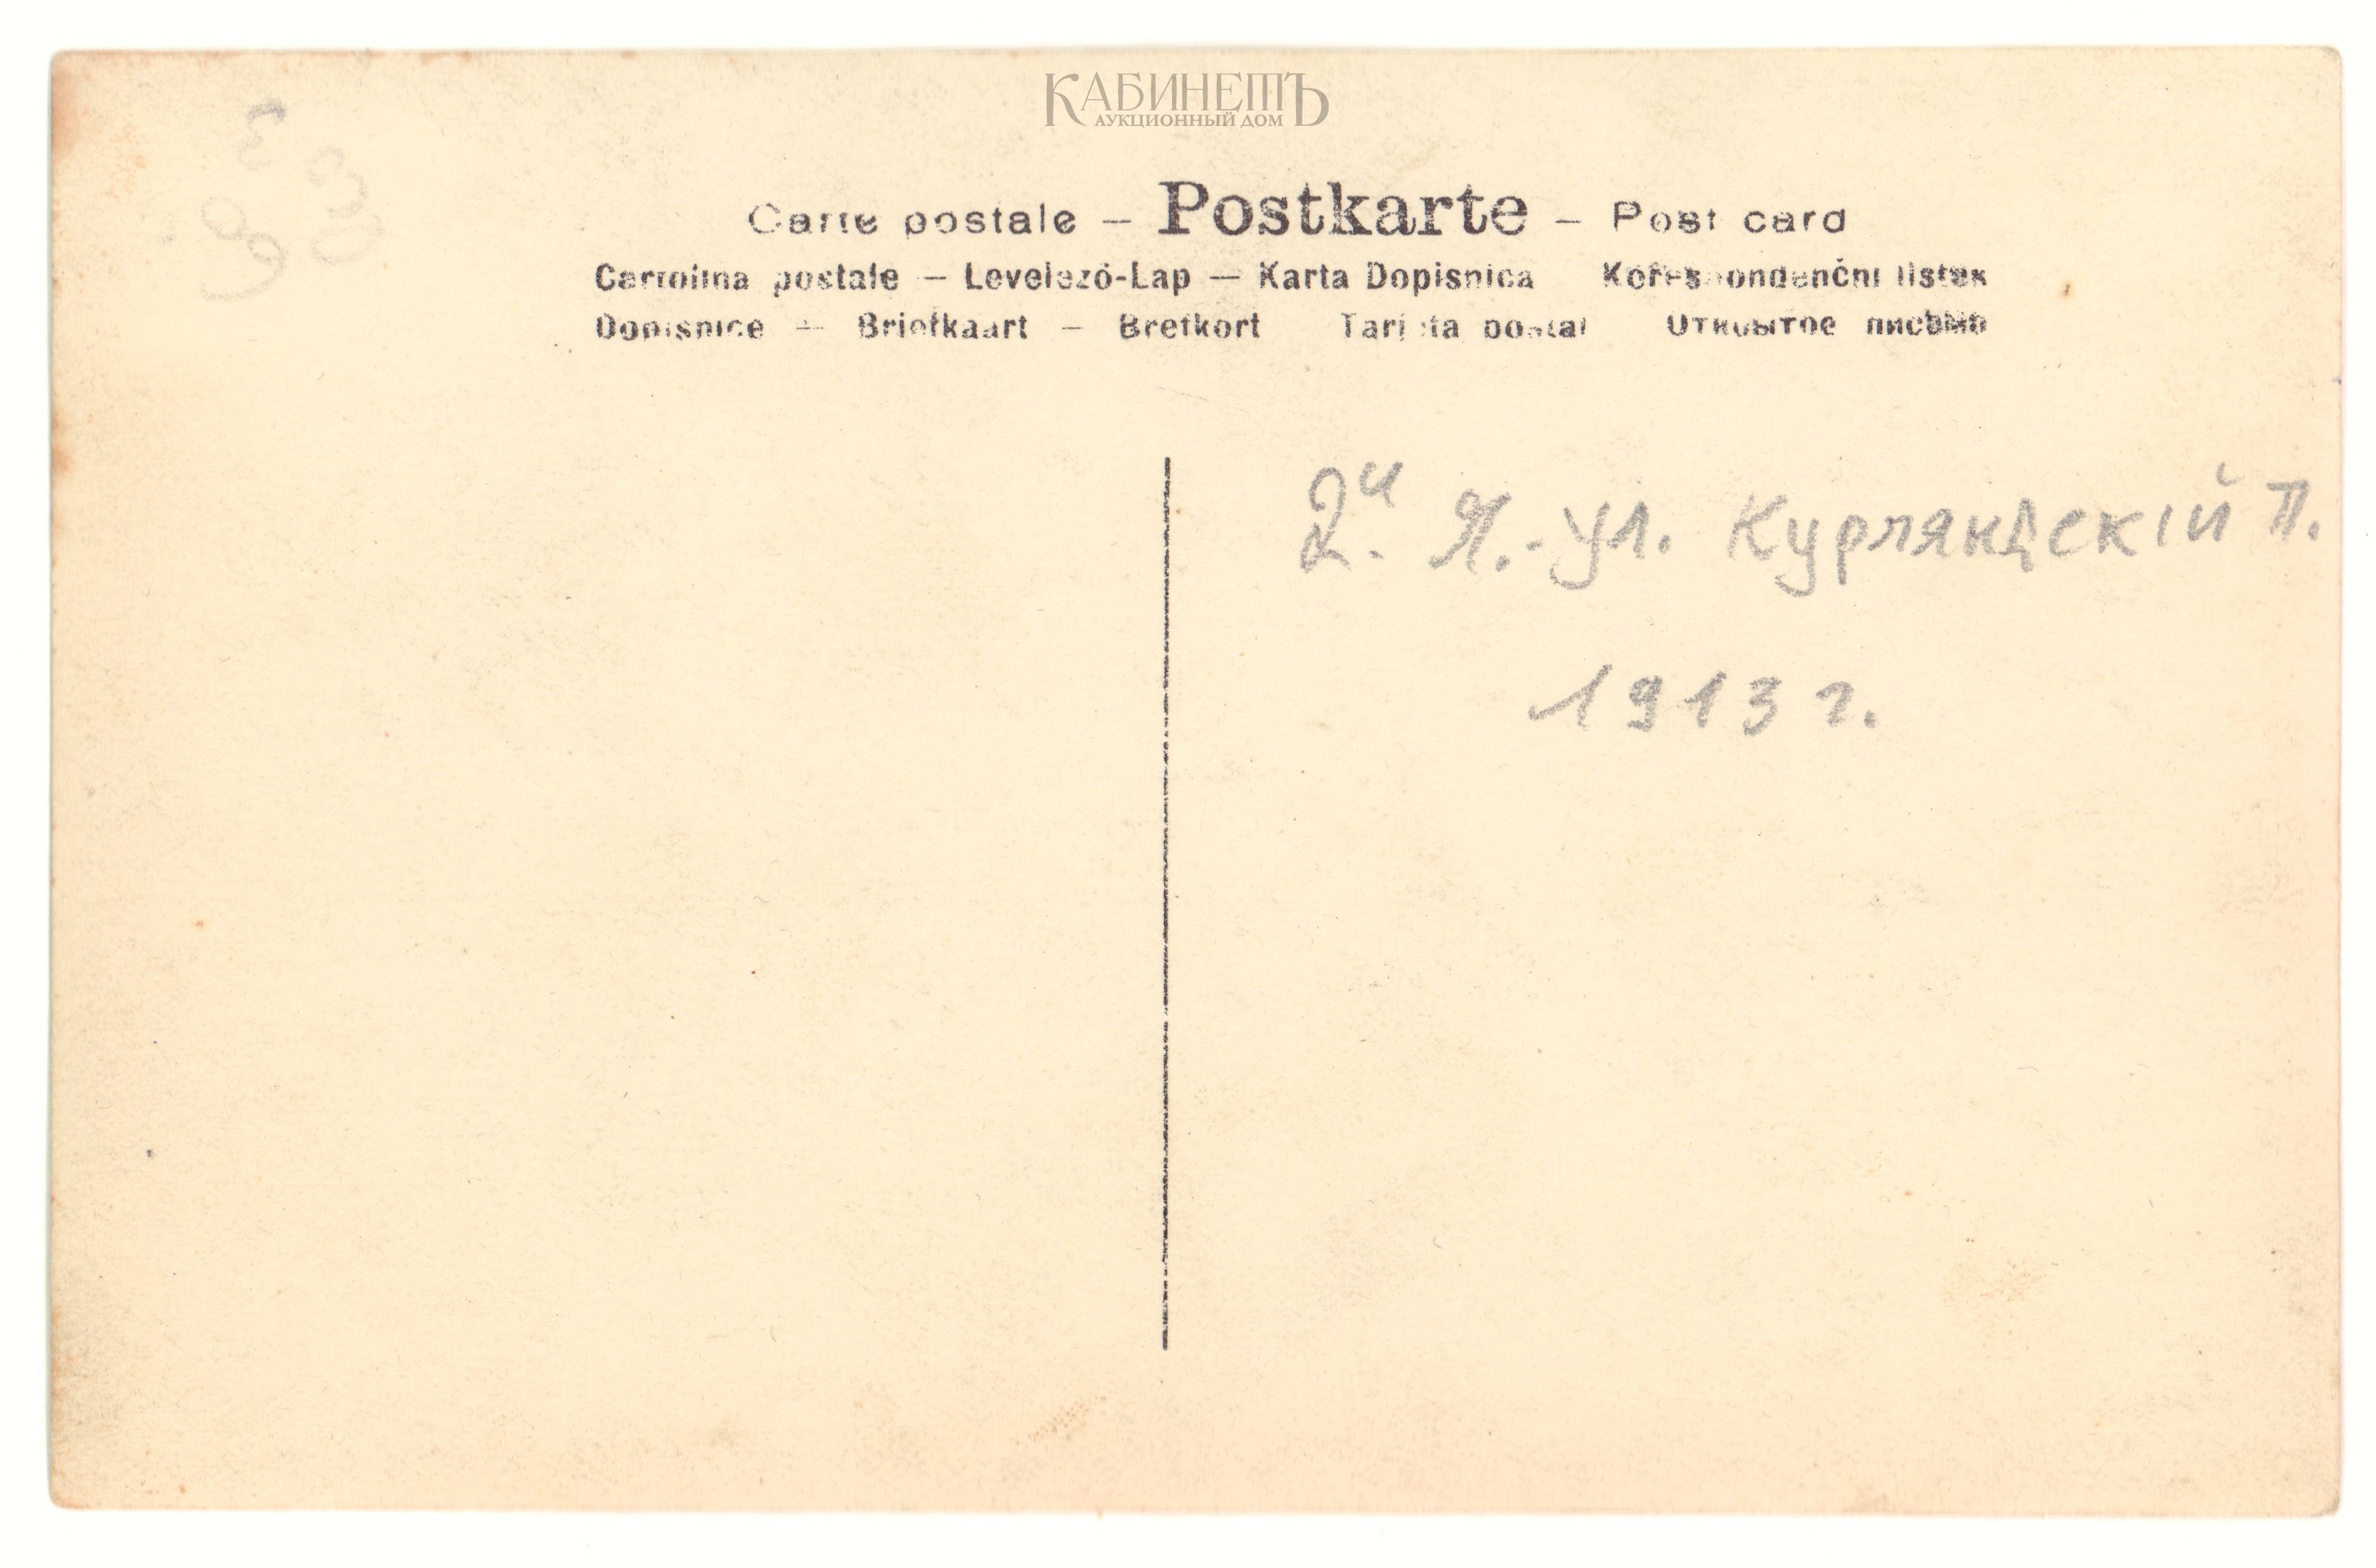 КАБИНЕТЪ
АУКЦИОННЫЙ ДОМ
Carte postale – Postkarte – Post card
Cartolina postale – Levelező-Lap – Karta Dopisnica Korespondenční listek
Dopisnice – Briefkaart – Brefkort Tarjeta postal Открытое письмо
2й Л.-Ул. Курляндскій П.
1913 г.